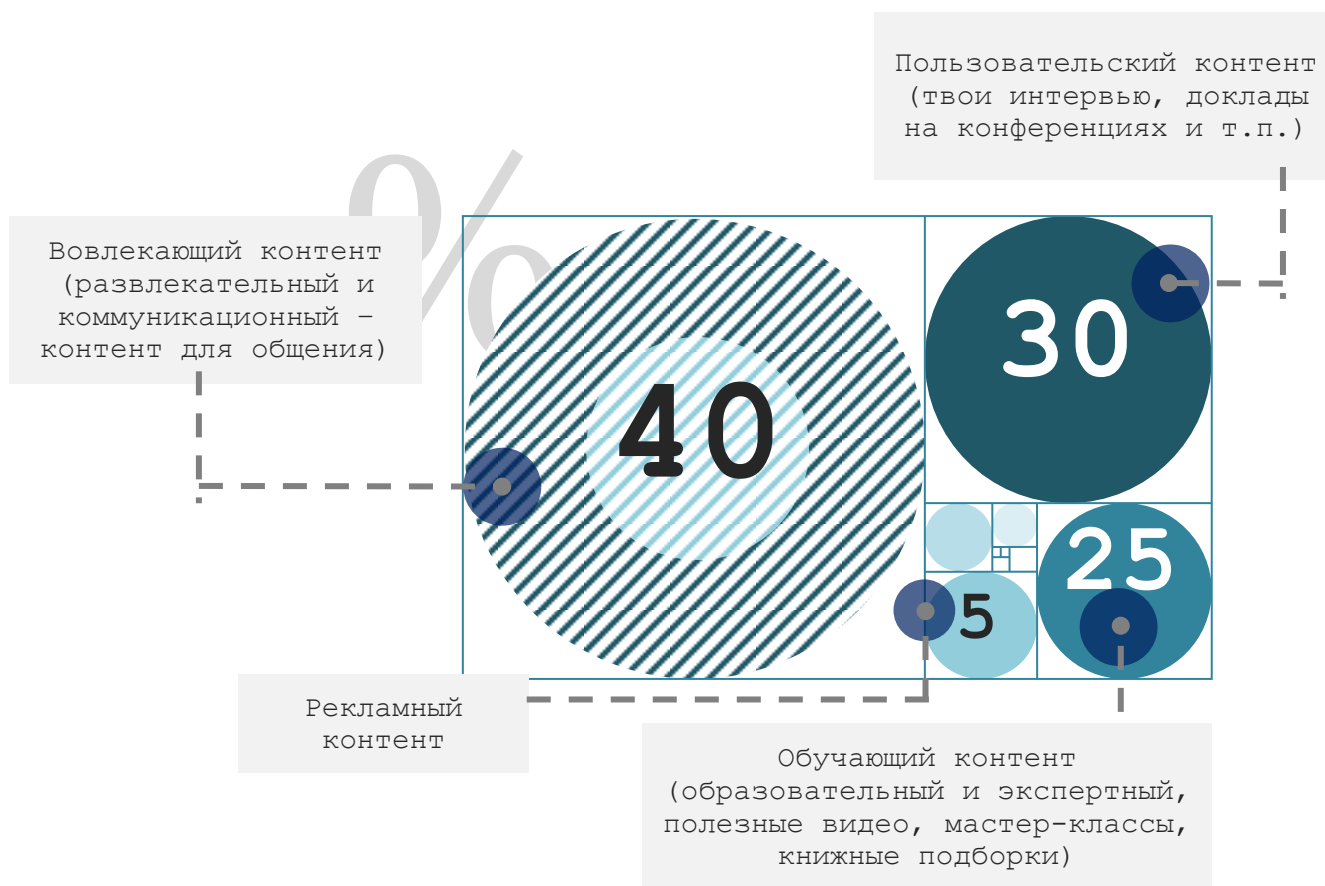 Пользовательский контент
(твои интервью, доклады
на конференциях и т.п.)
%
Вовлекающий контент
(развлекательный и
коммуникационный –
контент для общения)
40
30
25
5
Рекламный
контент
Обучающий контент
(образовательный и экспертный,
полезные видео, мастер-классы,
книжные подборки)